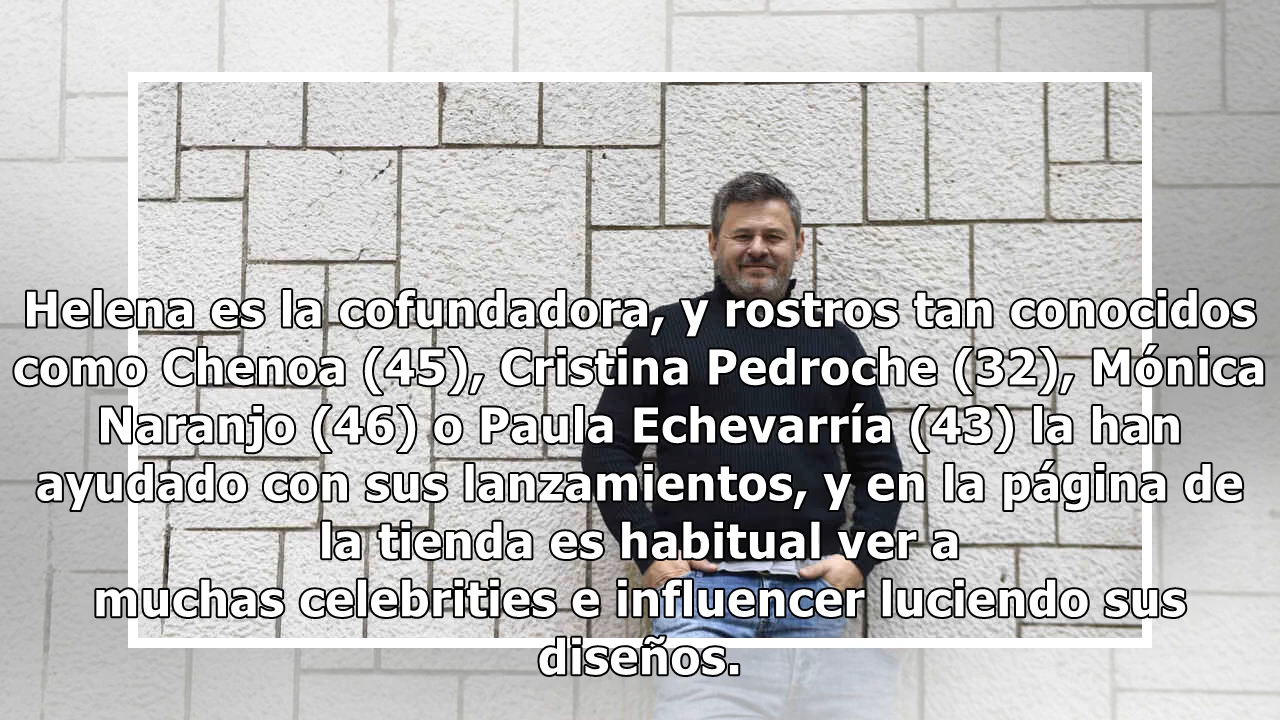 Helena es la cofundadora, y rostros tan conocidos
como Chenoa (45), Cristina Pedroche (32), Mónica
Naranjo (46) o Paula Echevarría (43) la han
ayudado con sus lanzamientos, y en la página de
la tienda es habitual ver a
muchas celebrities e influencer luciendo sus
diseños.